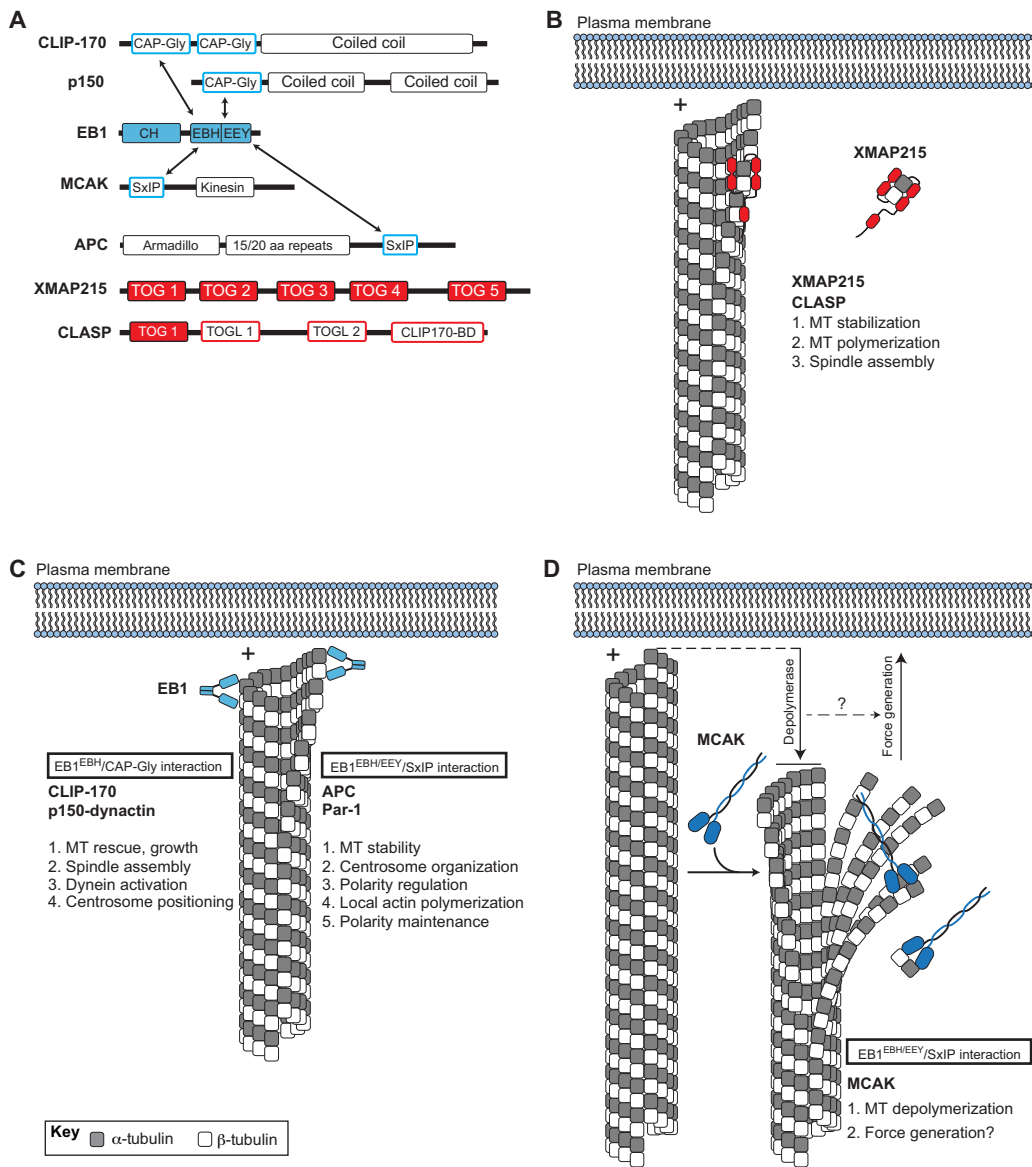 A
CLIP-170
CAP-Gly
CAP-Gly
Coiled coil
p150
CAP-Gly
Coiled coil
Coiled coil
EB1
CH
EBH
EEY
MCAK
SxIP
Kinesin
APC
Armadillo
15/20 aa repeats
SxIP
XMAP215
TOG 1
TOG 2
TOG 3
TOG 4
TOG 5
CLASP
TOG 1
TOGL 1
TOGL 2
CLIP170-BD
B
Plasma membrane
+
XMAP215
XMAP215
CLASP
1. MT stabilization
2. MT polymerization
3. Spindle assembly
C
Plasma membrane
+
EB1
EB1EBH/CAP-Gly interaction
CLIP-170
p150-dynactin
1. MT rescue, growth
2. Spindle assembly
3. Dynein activation
4. Centrosome positioning
EB1EBH/EEY/SxIP interaction
APC
Par-1
1. MT stability
2. Centrosome organization
3. Polarity regulation
4. Local actin polymerization
5. Polarity maintenance
Key
α-tubulin
β-tubulin
D
Plasma membrane
+
MCAK
Depolymerase
?
Force generation
EB1EBH/EEY/SxIP interaction
MCAK
1. MT depolymerization
2. Force generation?